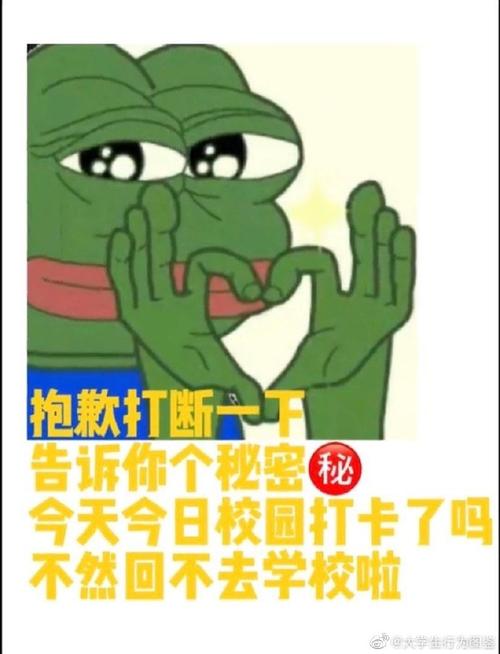 抱歉打断一下
告诉你个秘密㊙
今天今日校园打卡了吗
不然回不去学校啦
@大学生行为图鉴